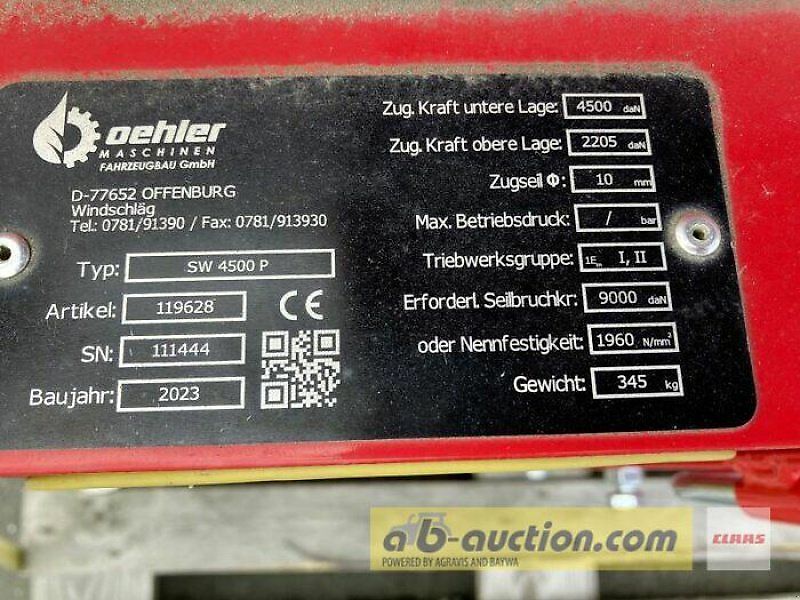 oehler
MASCHINEN
FAHRZEUGBAU GmbH
D-77652 OFFENBURG
Windschläg
Tel.: 0781/91390 / Fax: 0781/913930
Typ: SW 4500 P
Artikel: 119628
CE
SN: 111444
Baujahr: 2023
Zug. Kraft untere Lage: 4500 daN
Zug. Kraft obere Lage: 2205 daN
Zugseil Φ: 10 mm
Max. Betriebsdruck: / bar
Triebwerksgruppe: 1Em I, II
Erforderl. Seilbruchkr: 9000 daN
oder Nennfestigkeit: 1960 N/mm²
Gewicht: 345 kg
ab-auction.com
POWERED BY AGRAVIS AND BAYWA
CLAAS